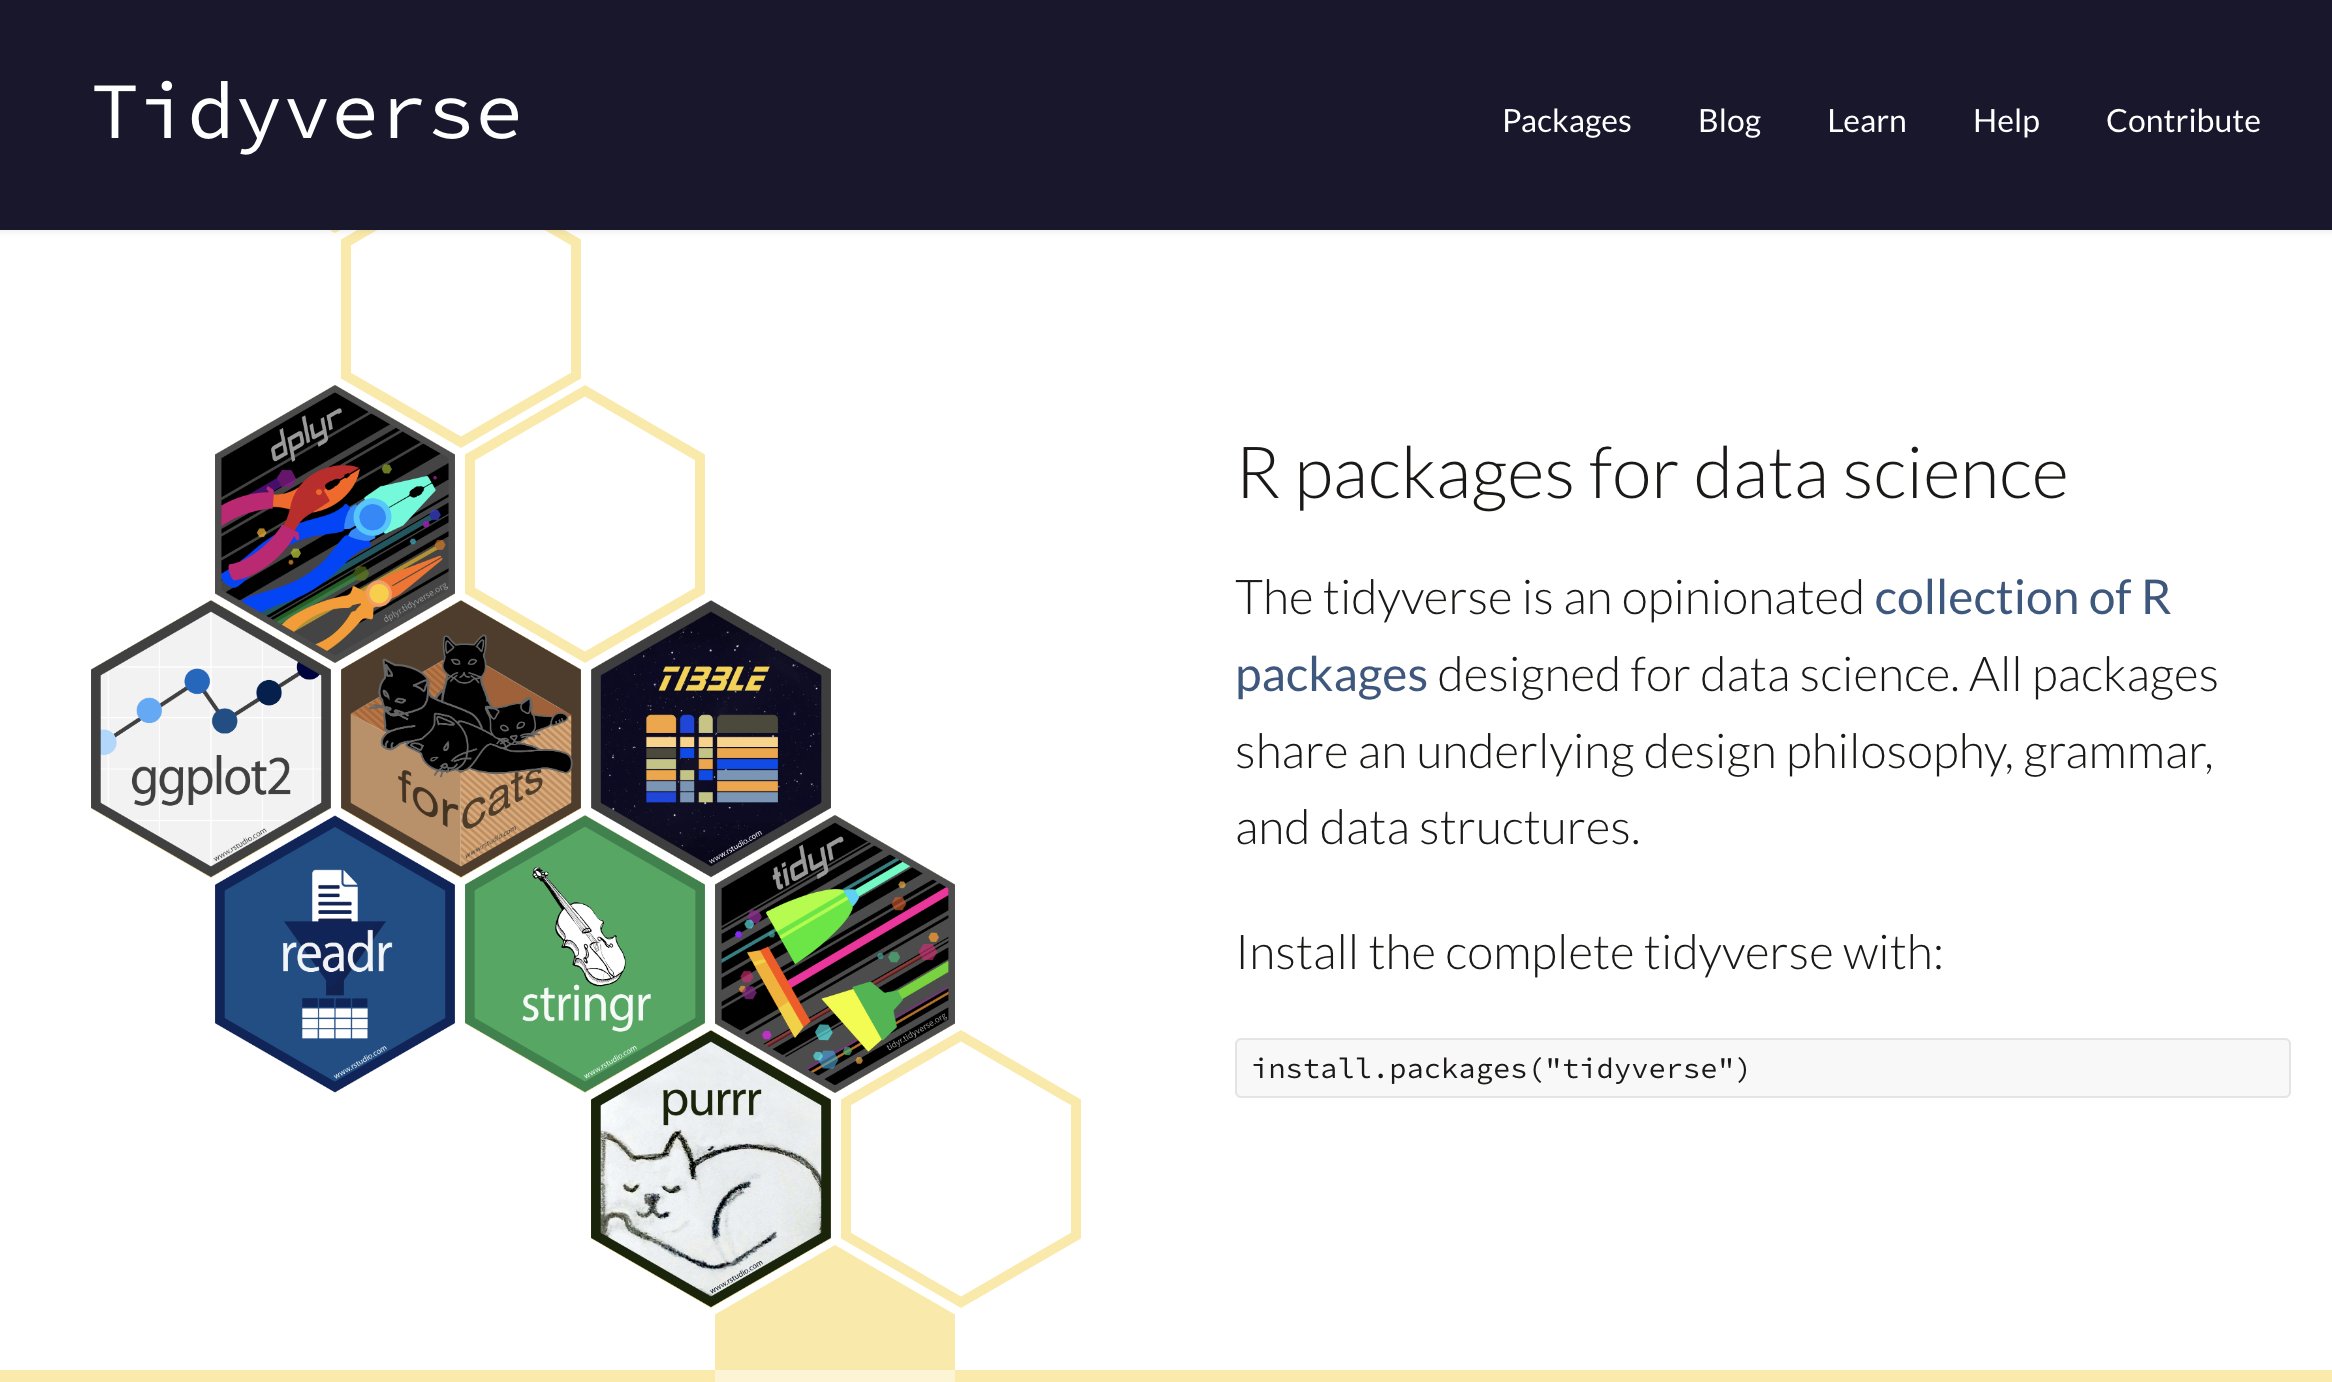 Tidyverse
Packages
Blog
Learn
Help
Contribute
dplyr
dplyr.tidyverse.org
ggplot2
www.rstudio.com
forcats
www.rstudio.com
TIBBLE
www.rstudio.com
readr
www.rstudio.com
stringr
www.rstudio.com
tidyr
tidyr.tidyverse.org
purrr
www.rstudio.com
R packages for data science
The tidyverse is an opinionated collection of R
packages designed for data science. All packages
share an underlying design philosophy, grammar,
and data structures.
Install the complete tidyverse with:
install.packages("tidyverse")